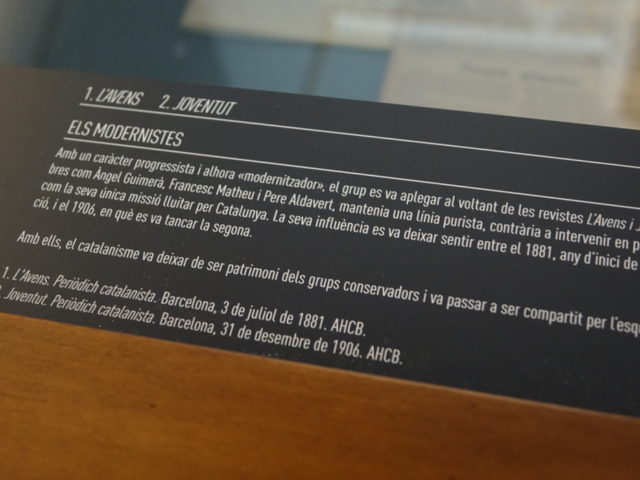 1. L'AVENS 2. JOVENTUT
ELS MODERNISTES
Amb un caràcter progressista i alhora «modernitzador», el grup es va aplegar al voltant de les revistes L'Avens i
bres com Àngel Guimerà, Francesc Matheu i Pere Aldavert, mantenia una línia purista, contrària a intervenir en
com la seva única missió lluitar per Catalunya. La seva influència es va deixar sentir entre el 1881, any d'inici de
ció, i el 1906, en què es va tancar la segona.
Amb ells, el catalanisme va deixar de ser patrimoni dels grups conservadors i va passar a ser compartit per l'esq
1. L'Avens. Periòdich catalanista. Barcelona, 3 de juliol de 1881. AHCB.
. Joventut. Periòdich catalanista. Barcelona, 31 de desembre de 1906. AHCB.